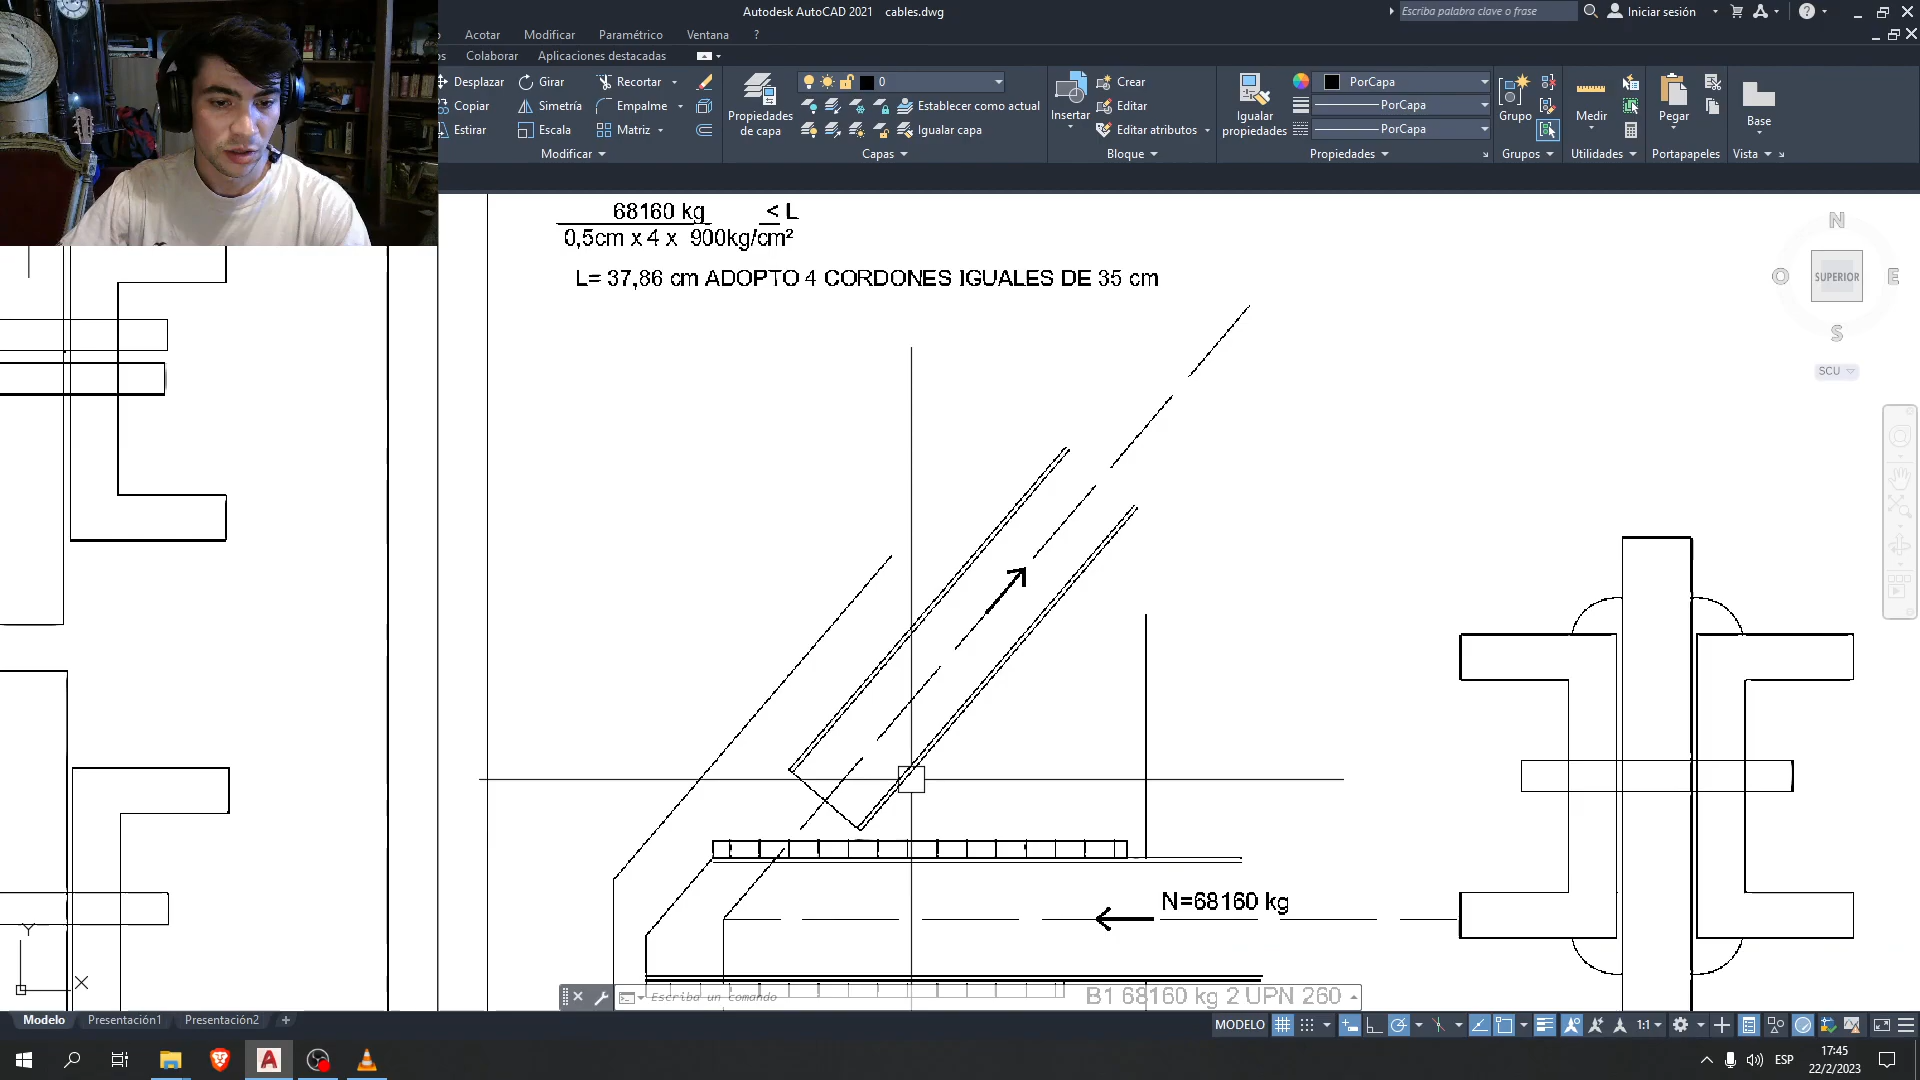 Autodesk AutoCAD 2021 cables.dwg
Escriba palabra clave o frase
Iniciar sesión
?
Acotar
Modificar
Paramétrico
Ventana
?
Colaborar
Aplicaciones destacadas
Desplazar
Girar
Recortar
Copiar
Simetría
Empalme
Estirar
Escala
Matriz
Modificar
Propiedades de capa
0
Establecer como actual
Igualar capa
Capas
Insertar
Crear
Editar
Editar atributos
Bloque
Igualar propiedades
PorCapa
PorCapa
PorCapa
Propiedades
Grupo
Grupos
Medir
Utilidades
Pegar
Portapapeles
Base
Vista
68160 kg < L
0,5cm x 4 x 900kg/cm²
L= 37,86 cm ADOPTO 4 CORDONES IGUALES DE 35 cm
N
O
SUPERIOR
E
S
SCU
N=68160 kg
Y
X
Escriba un comando
B1 68160 kg 2 UPN 260
Modelo
Presentación1
Presentación2
+
MODELO
1:1
ESP
17:45
22/2/2023